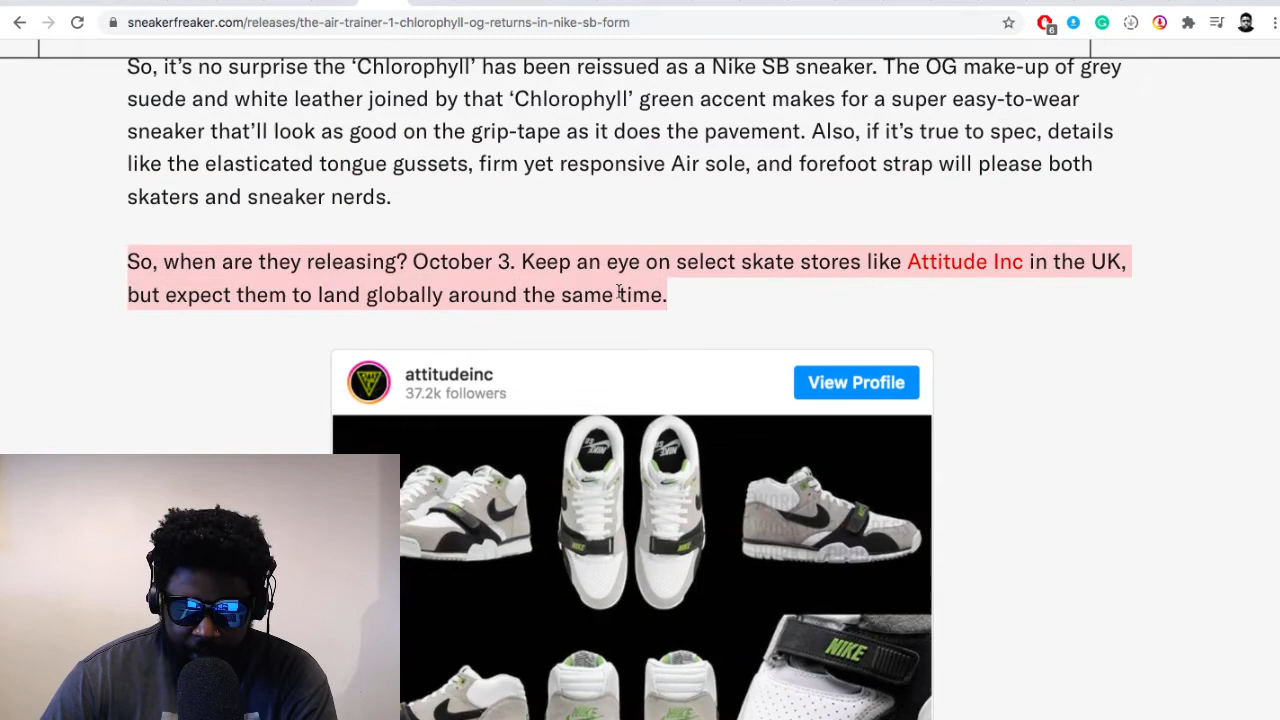 sneakerfreaker.com/releases/the-air-trainer-1-chlorophyll-og-returns-in-nike-sb-form
6
So, it’s no surprise the ‘Chlorophyll’ has been reissued as a Nike SB sneaker. The OG make-up of grey
suede and white leather joined by that ‘Chlorophyll’ green accent makes for a super easy-to-wear
sneaker that’ll look as good on the grip-tape as it does the pavement. Also, if it’s true to spec, details
like the elasticated tongue gussets, firm yet responsive Air sole, and forefoot strap will please both
skaters and sneaker nerds.
So, when are they releasing? October 3. Keep an eye on select skate stores like Attitude Inc in the UK,
but expect them to land globally around the same time.
attitudeinc
37.2k followers
View Profile
NIKE
NIKE
NIKE